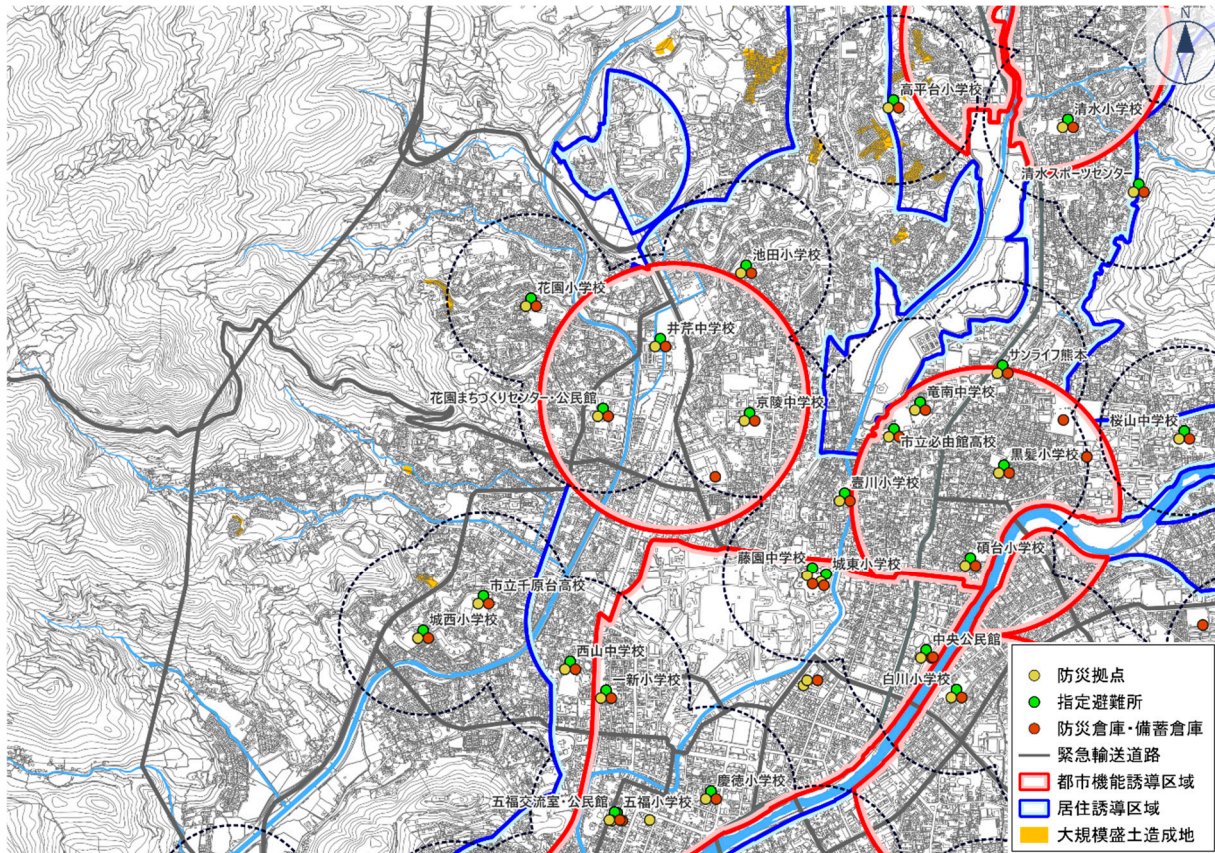 N
高平台小学校
清水小学校
清水スポーツセンター
池田小学校
花園小学校
井芹中学校
サンライフ熊本
花園まちづくりセンター・公民館
京陵中学校
竜南中学校
桜山中学校
市立必由館高校
黒髪小学校
壷川小学校
藤園中学校
城東小学校
碩台小学校
市立千原台高校
城西小学校
中央公民館
西山中学校
一新小学校
白川小学校
慶徳小学校
五福交流室・公民館
五福小学校
防災拠点
指定避難所
防災倉庫・備蓄倉庫
緊急輸送道路
都市機能誘導区域
居住誘導区域
大規模盛土造成地